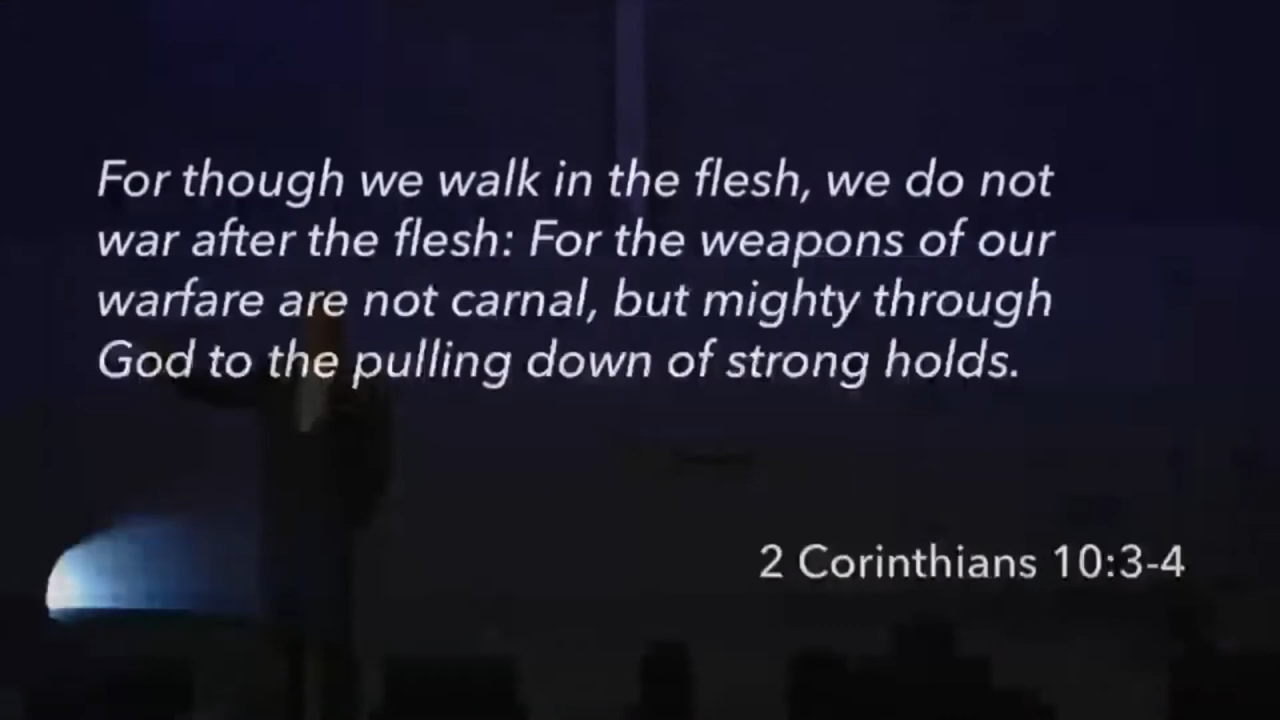 For though we walk in the flesh, we do not
war after the flesh: For the weapons of our
warfare are not carnal, but mighty through
God to the pulling down of strong holds.
2 Corinthians 10:3-4